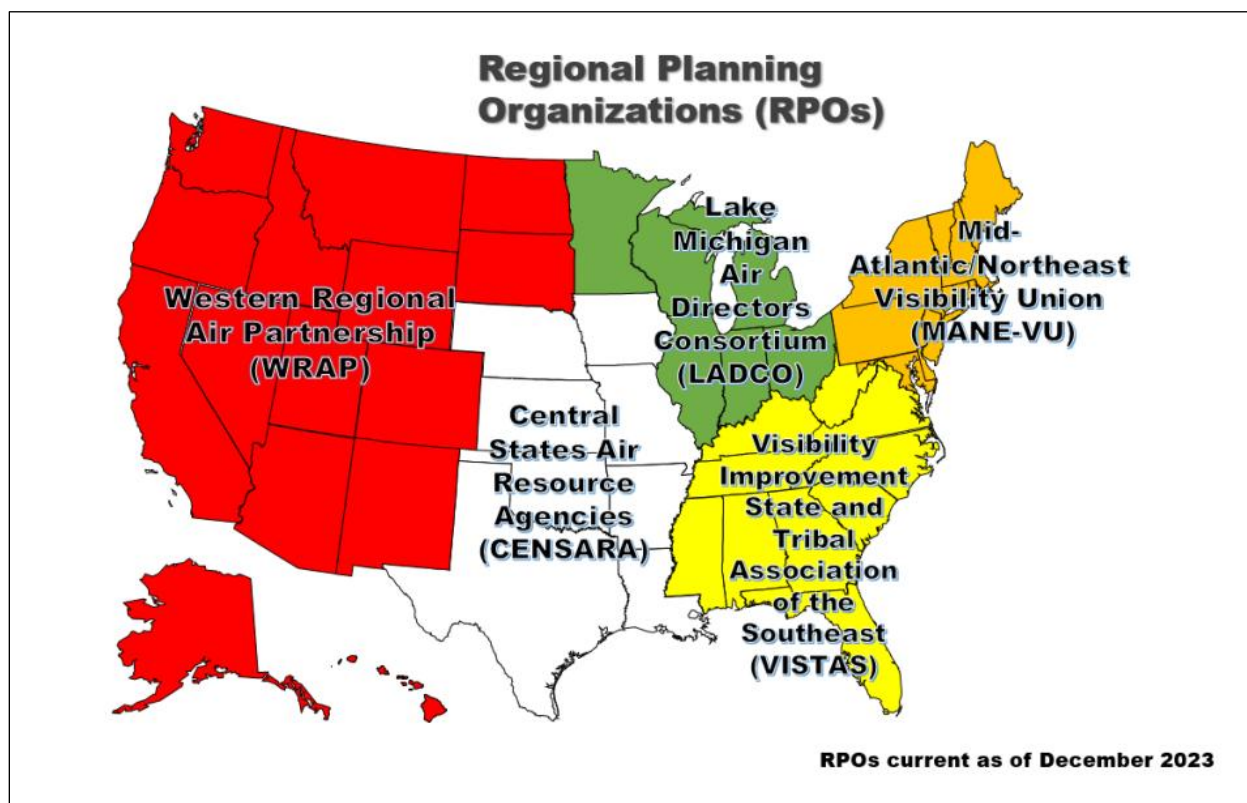 Regional Planning
Organizations (RPOs)
Western Regional
Air Partnership
(WRAP)
Central
States Air
Resource
Agencies
(CENSARA)
Lake
Michigan
Air
Directors
Consortium
(LADCO)
Mid-
Atlantic/Northeast
Visibility Union
(MANE-VU)
Visibility
Improvement
State and
Tribal
Association
of the
Southeast
(VISTAS)
RPOs current as of December 2023